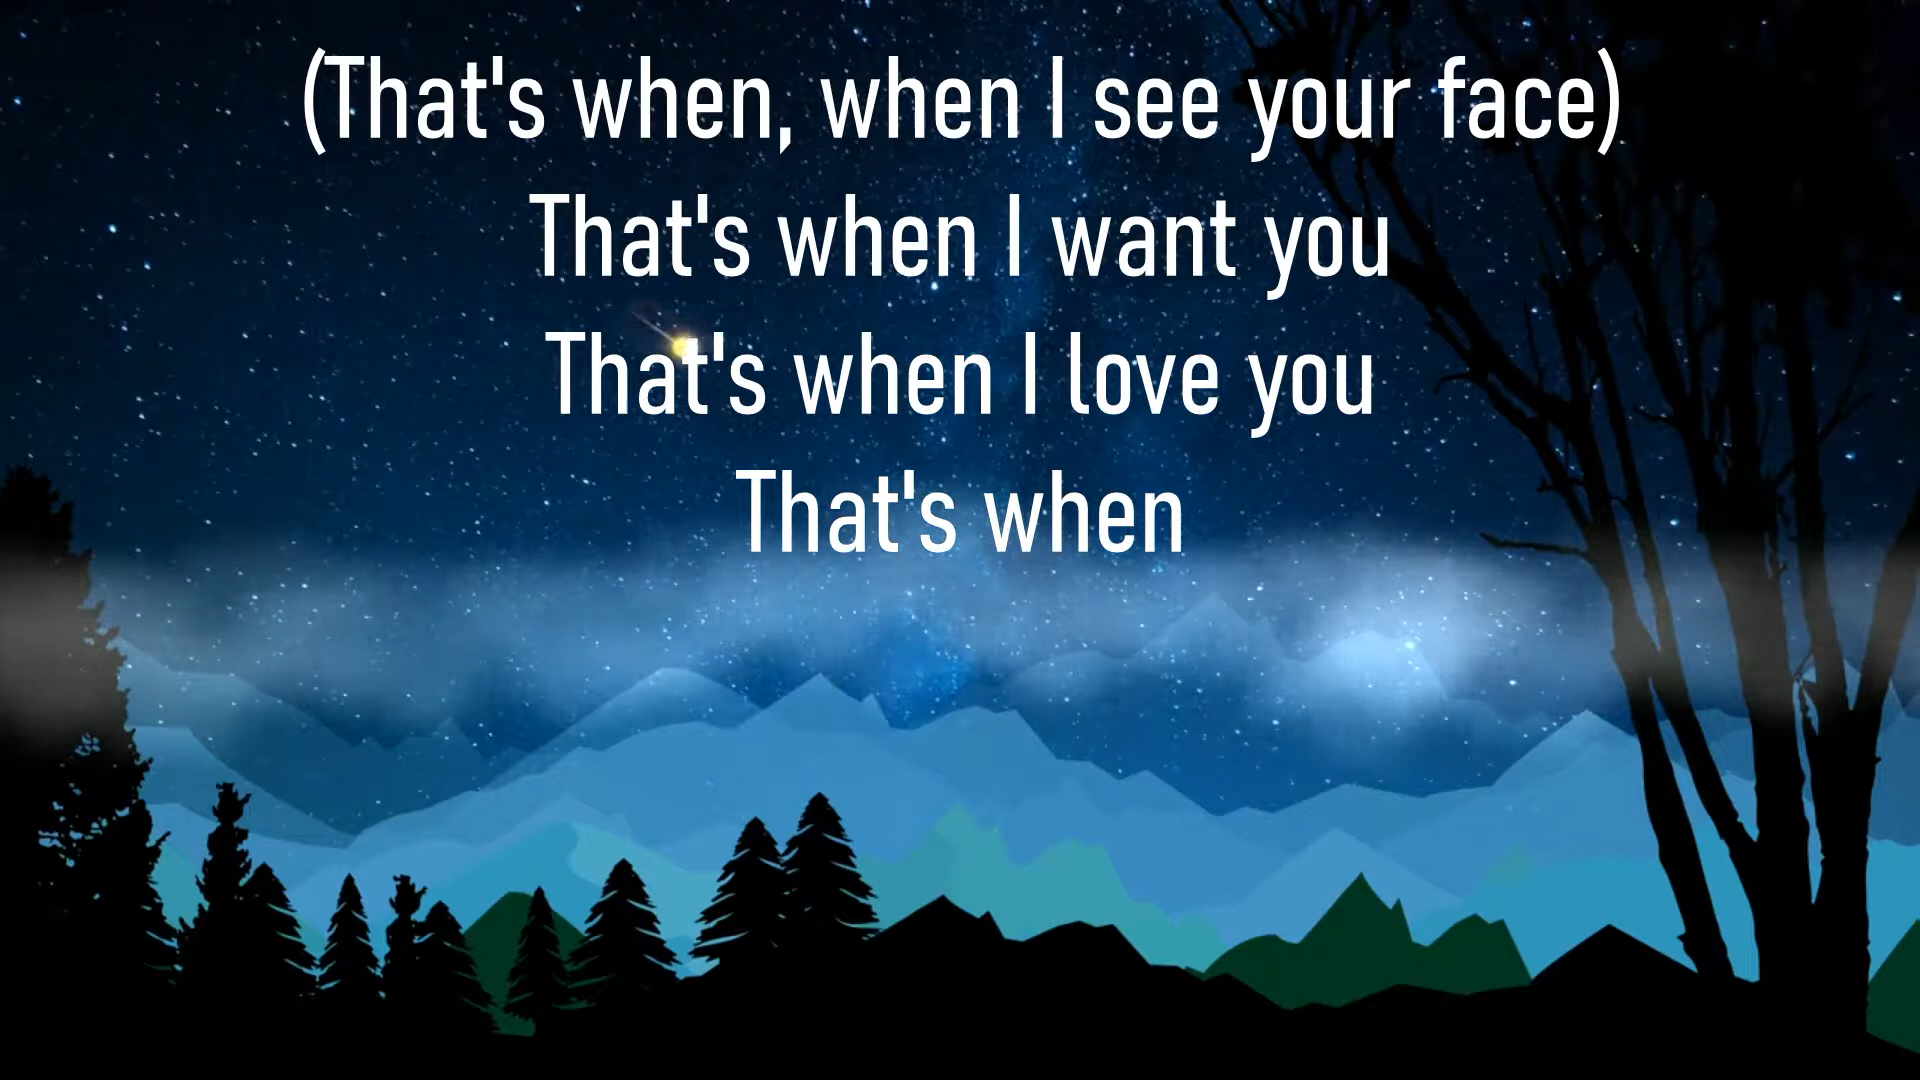 (That's when, when I see your face)
That's when I want you
That's when I love you
That's when